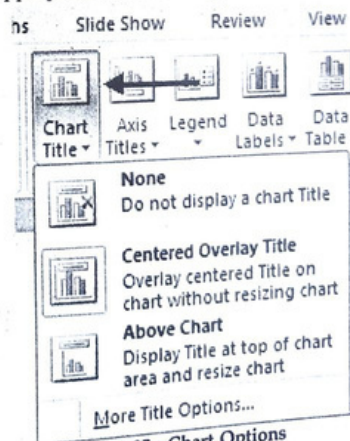 ns Slide Show Review View
Chart Title Axis Titles Legend Data Labels Data Table
None
Do not display a chart Title
Centered Overlay Title
Overlay centered Title on
chart without resizing chart
Above Chart
Display Title at top of chart
area and resize chart
More Title Options...
Chart Options